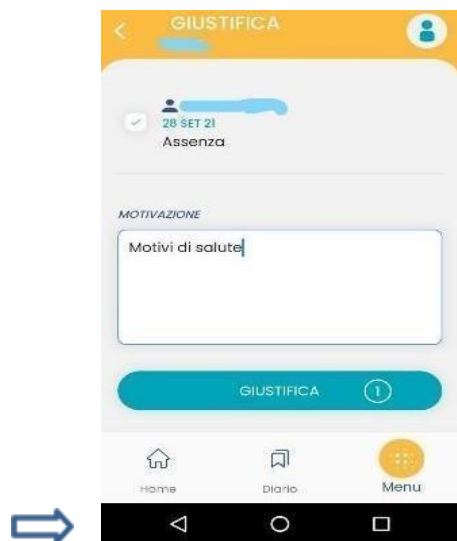 GIUSTIFICA
28 SET 21
Assenza
MOTIVAZIONE
Motivi di salute
GIUSTIFICA 1
Home Diario Menu